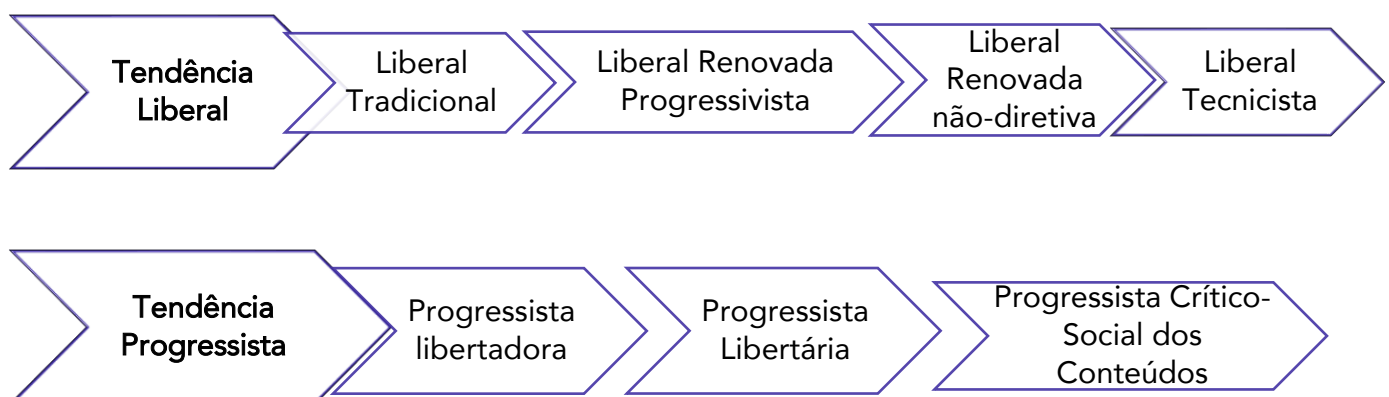 Tendência
Liberal
Liberal
Tradicional
Liberal Renovada
Progressivista
Liberal
Renovada
não-diretiva
Liberal
Tecnicista
Tendência
Progressista
Progressista
libertadora
Progressista
Libertária
Progressista Crítico-
Social dos
Conteúdos